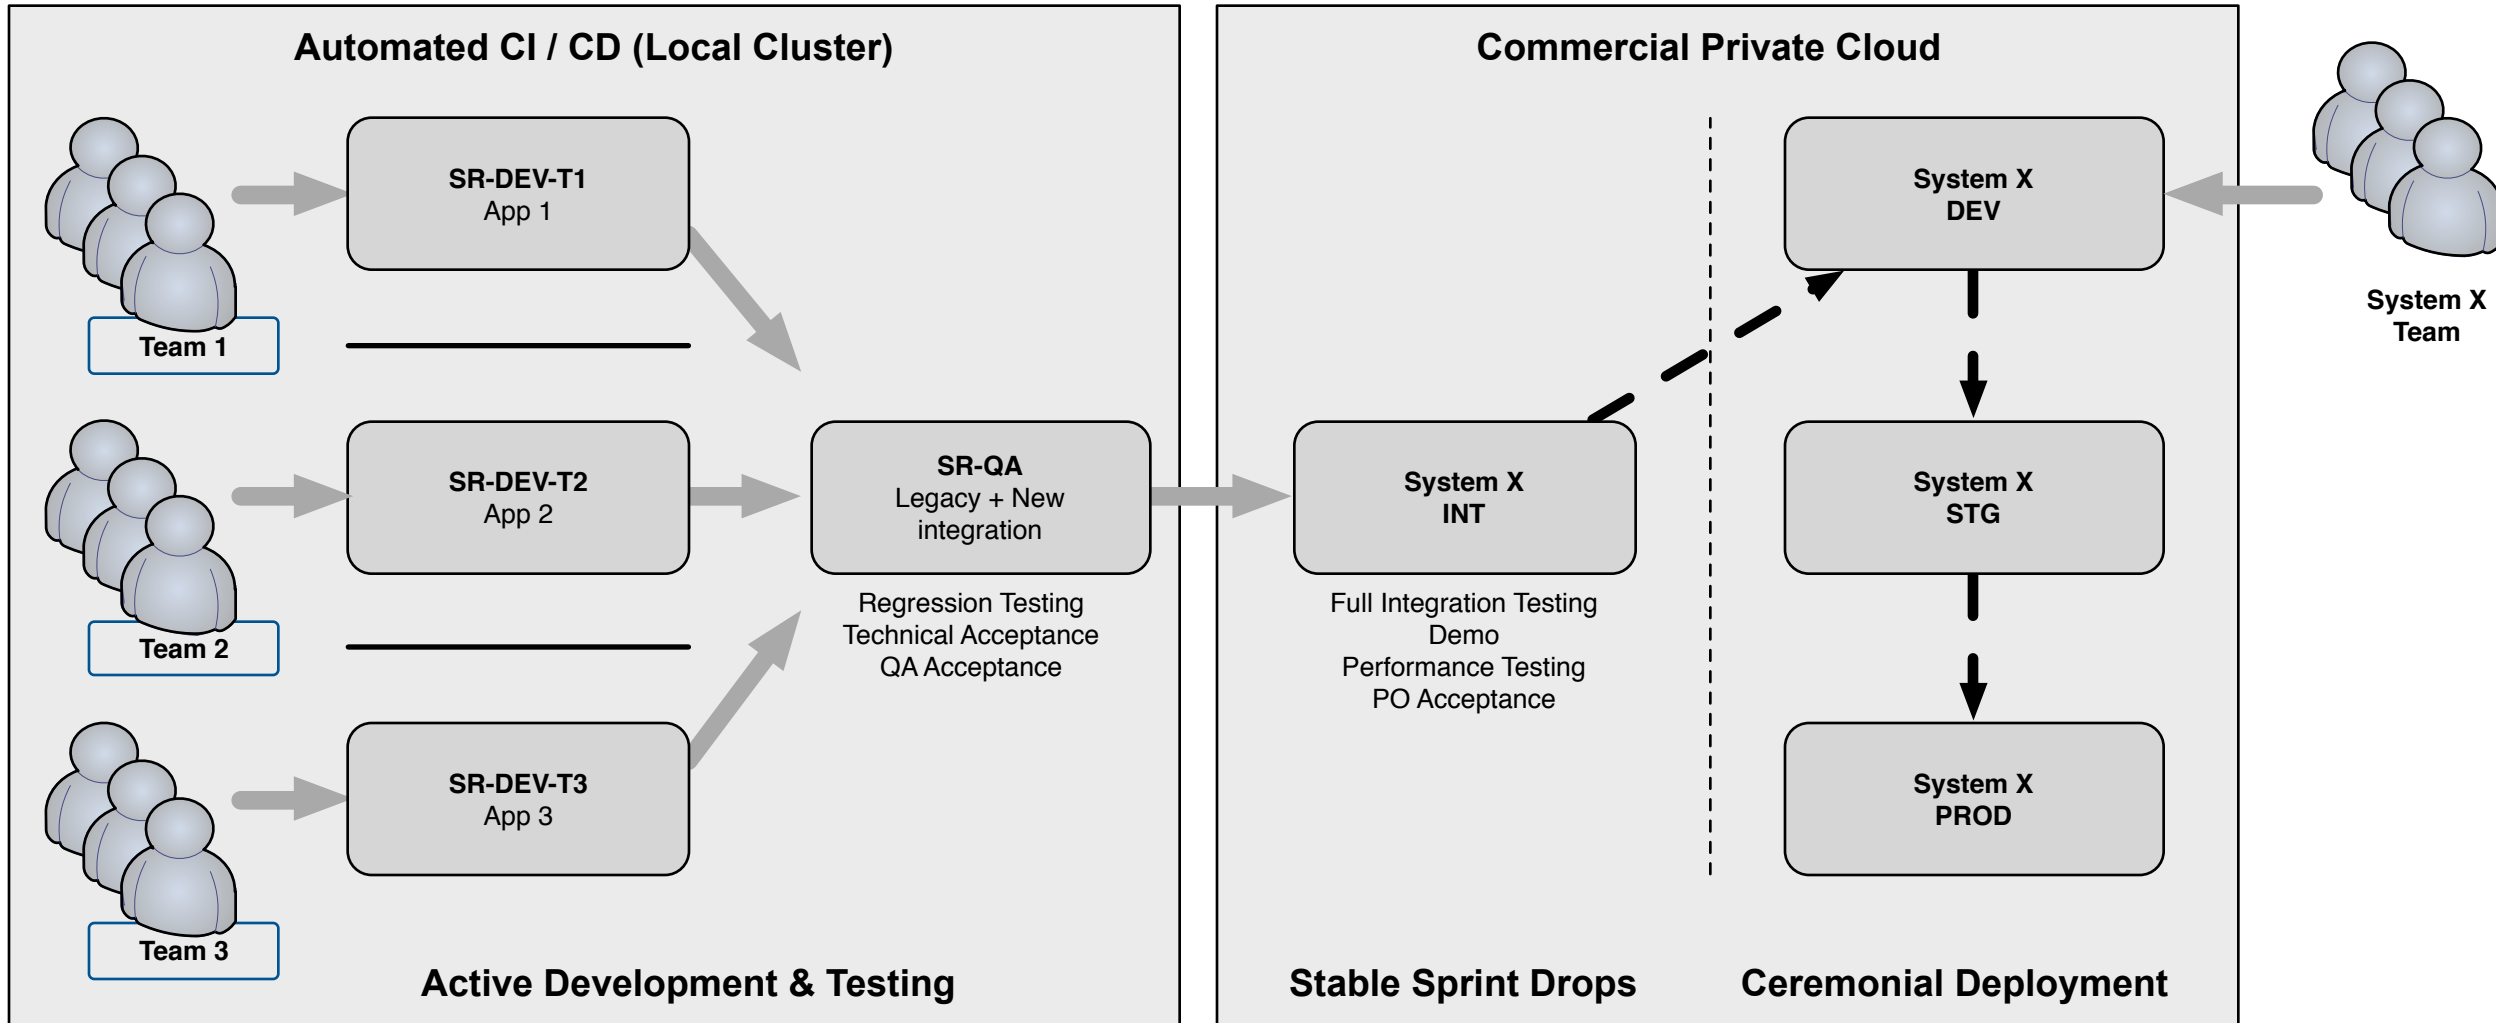 Automated CI / CD (Local Cluster)
Team 1
SR-DEV-T1
App 1
Team 2
SR-DEV-T2
App 2
Team 3
SR-DEV-T3
App 3
SR-QA
Legacy + New
integration
Regression Testing
Technical Acceptance
QA Acceptance
Active Development & Testing
Commercial Private Cloud
System X
INT
Full Integration Testing
Demo
Performance Testing
PO Acceptance
Stable Sprint Drops
System X
DEV
System X
STG
System X
PROD
Ceremonial Deployment
System X
Team